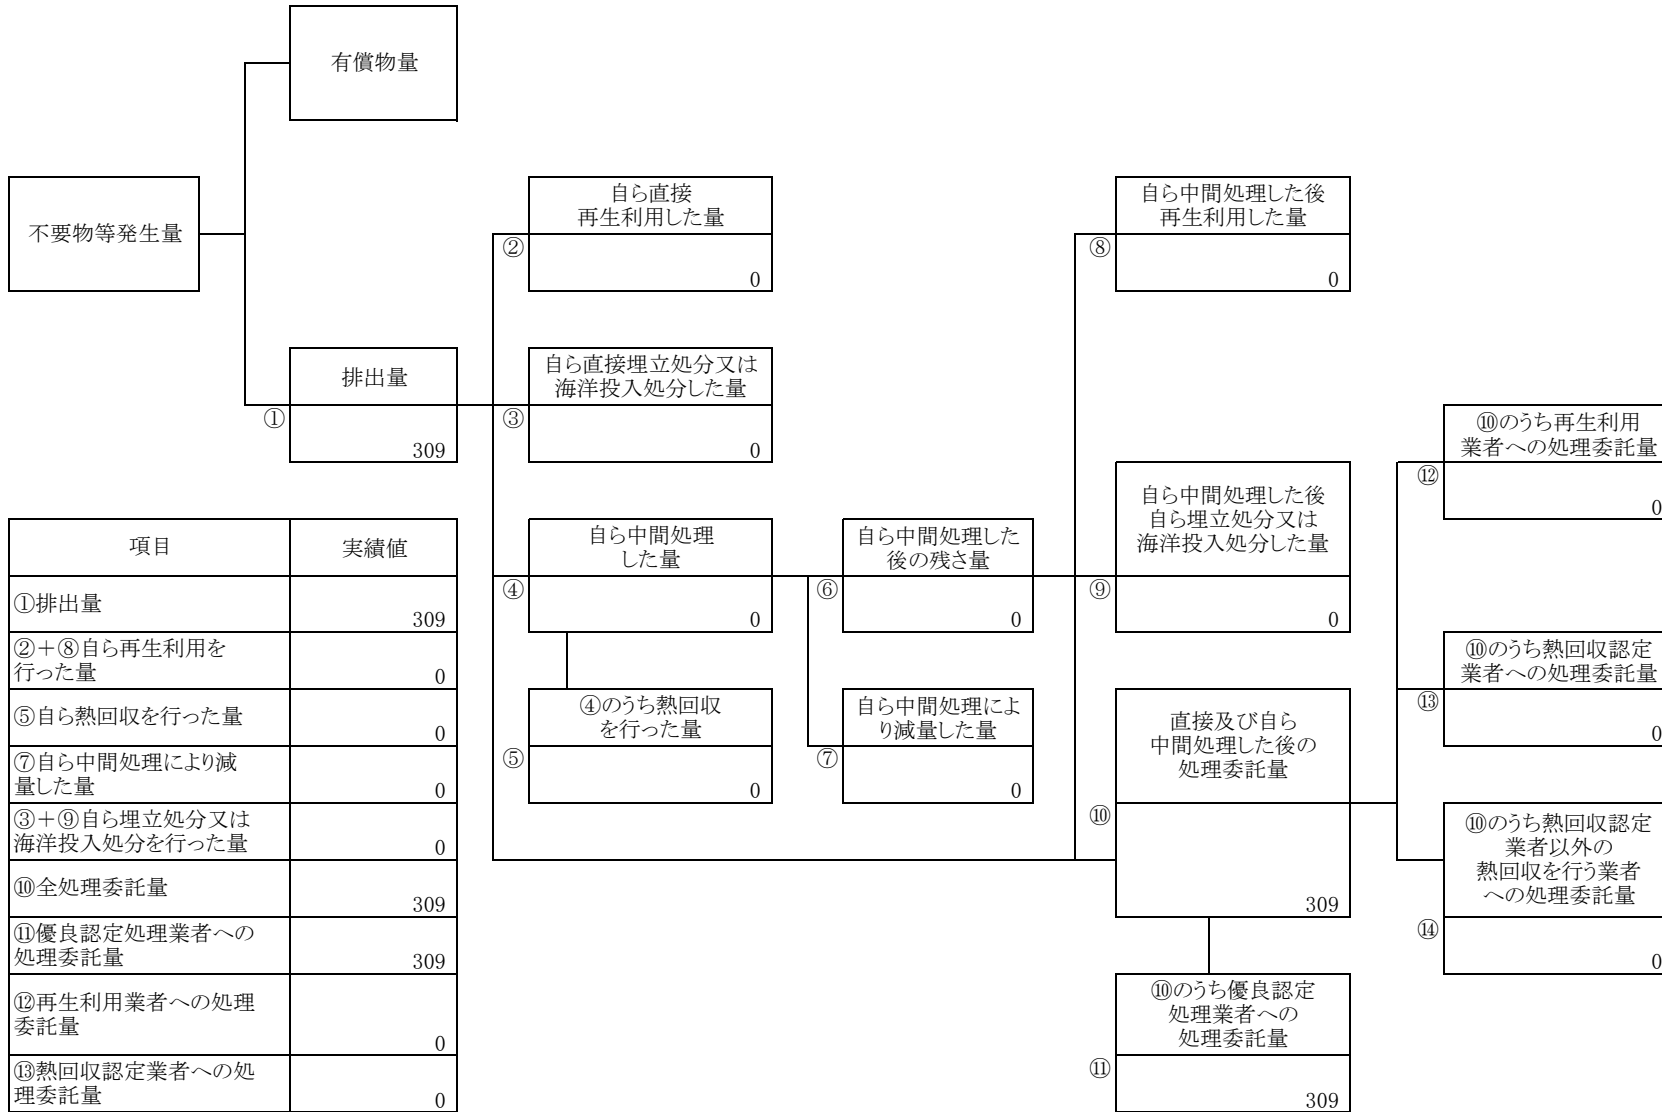 有償物量
不要物等発生量
自ら直接
再生利用した量
②
0
自ら中間処理した後
再生利用した量
⑧
0
排出量
①
309
自ら直接埋立処分又は
海洋投入処分した量
③
0
⑩のうち再生利用
業者への処理委託量
⑫
0
自ら中間処理した後
自ら埋立処分又は
海洋投入処分した量
⑨
0
自ら中間処理
した量
④
0
自ら中間処理した
後の残さ量
⑥
0
⑩のうち熱回収認定
業者への処理委託量
⑬
0
④のうち熱回収
を行った量
⑤
0
自ら中間処理によ
り減量した量
⑦
0
直接及び自ら
中間処理した後の
処理委託量
⑩
309
⑩のうち熱回収認定
業者以外の
熱回収を行う業者
への処理委託量
⑭
0
⑩のうち優良認定
処理業者への
処理委託量
⑪
309
項目 実績値
①排出量
309
②＋⑧自ら再生利用を
行った量
0
⑤自ら熱回収を行った量
0
⑦自ら中間処理により減
量した量
0
③＋⑨自ら埋立処分又は
海洋投入処分を行った量
0
⑩全処理委託量
309
⑪優良認定処理業者への
処理委託量
309
⑫再生利用業者への処理
委託量
0
⑬熱回収認定業者への処
理委託量
0